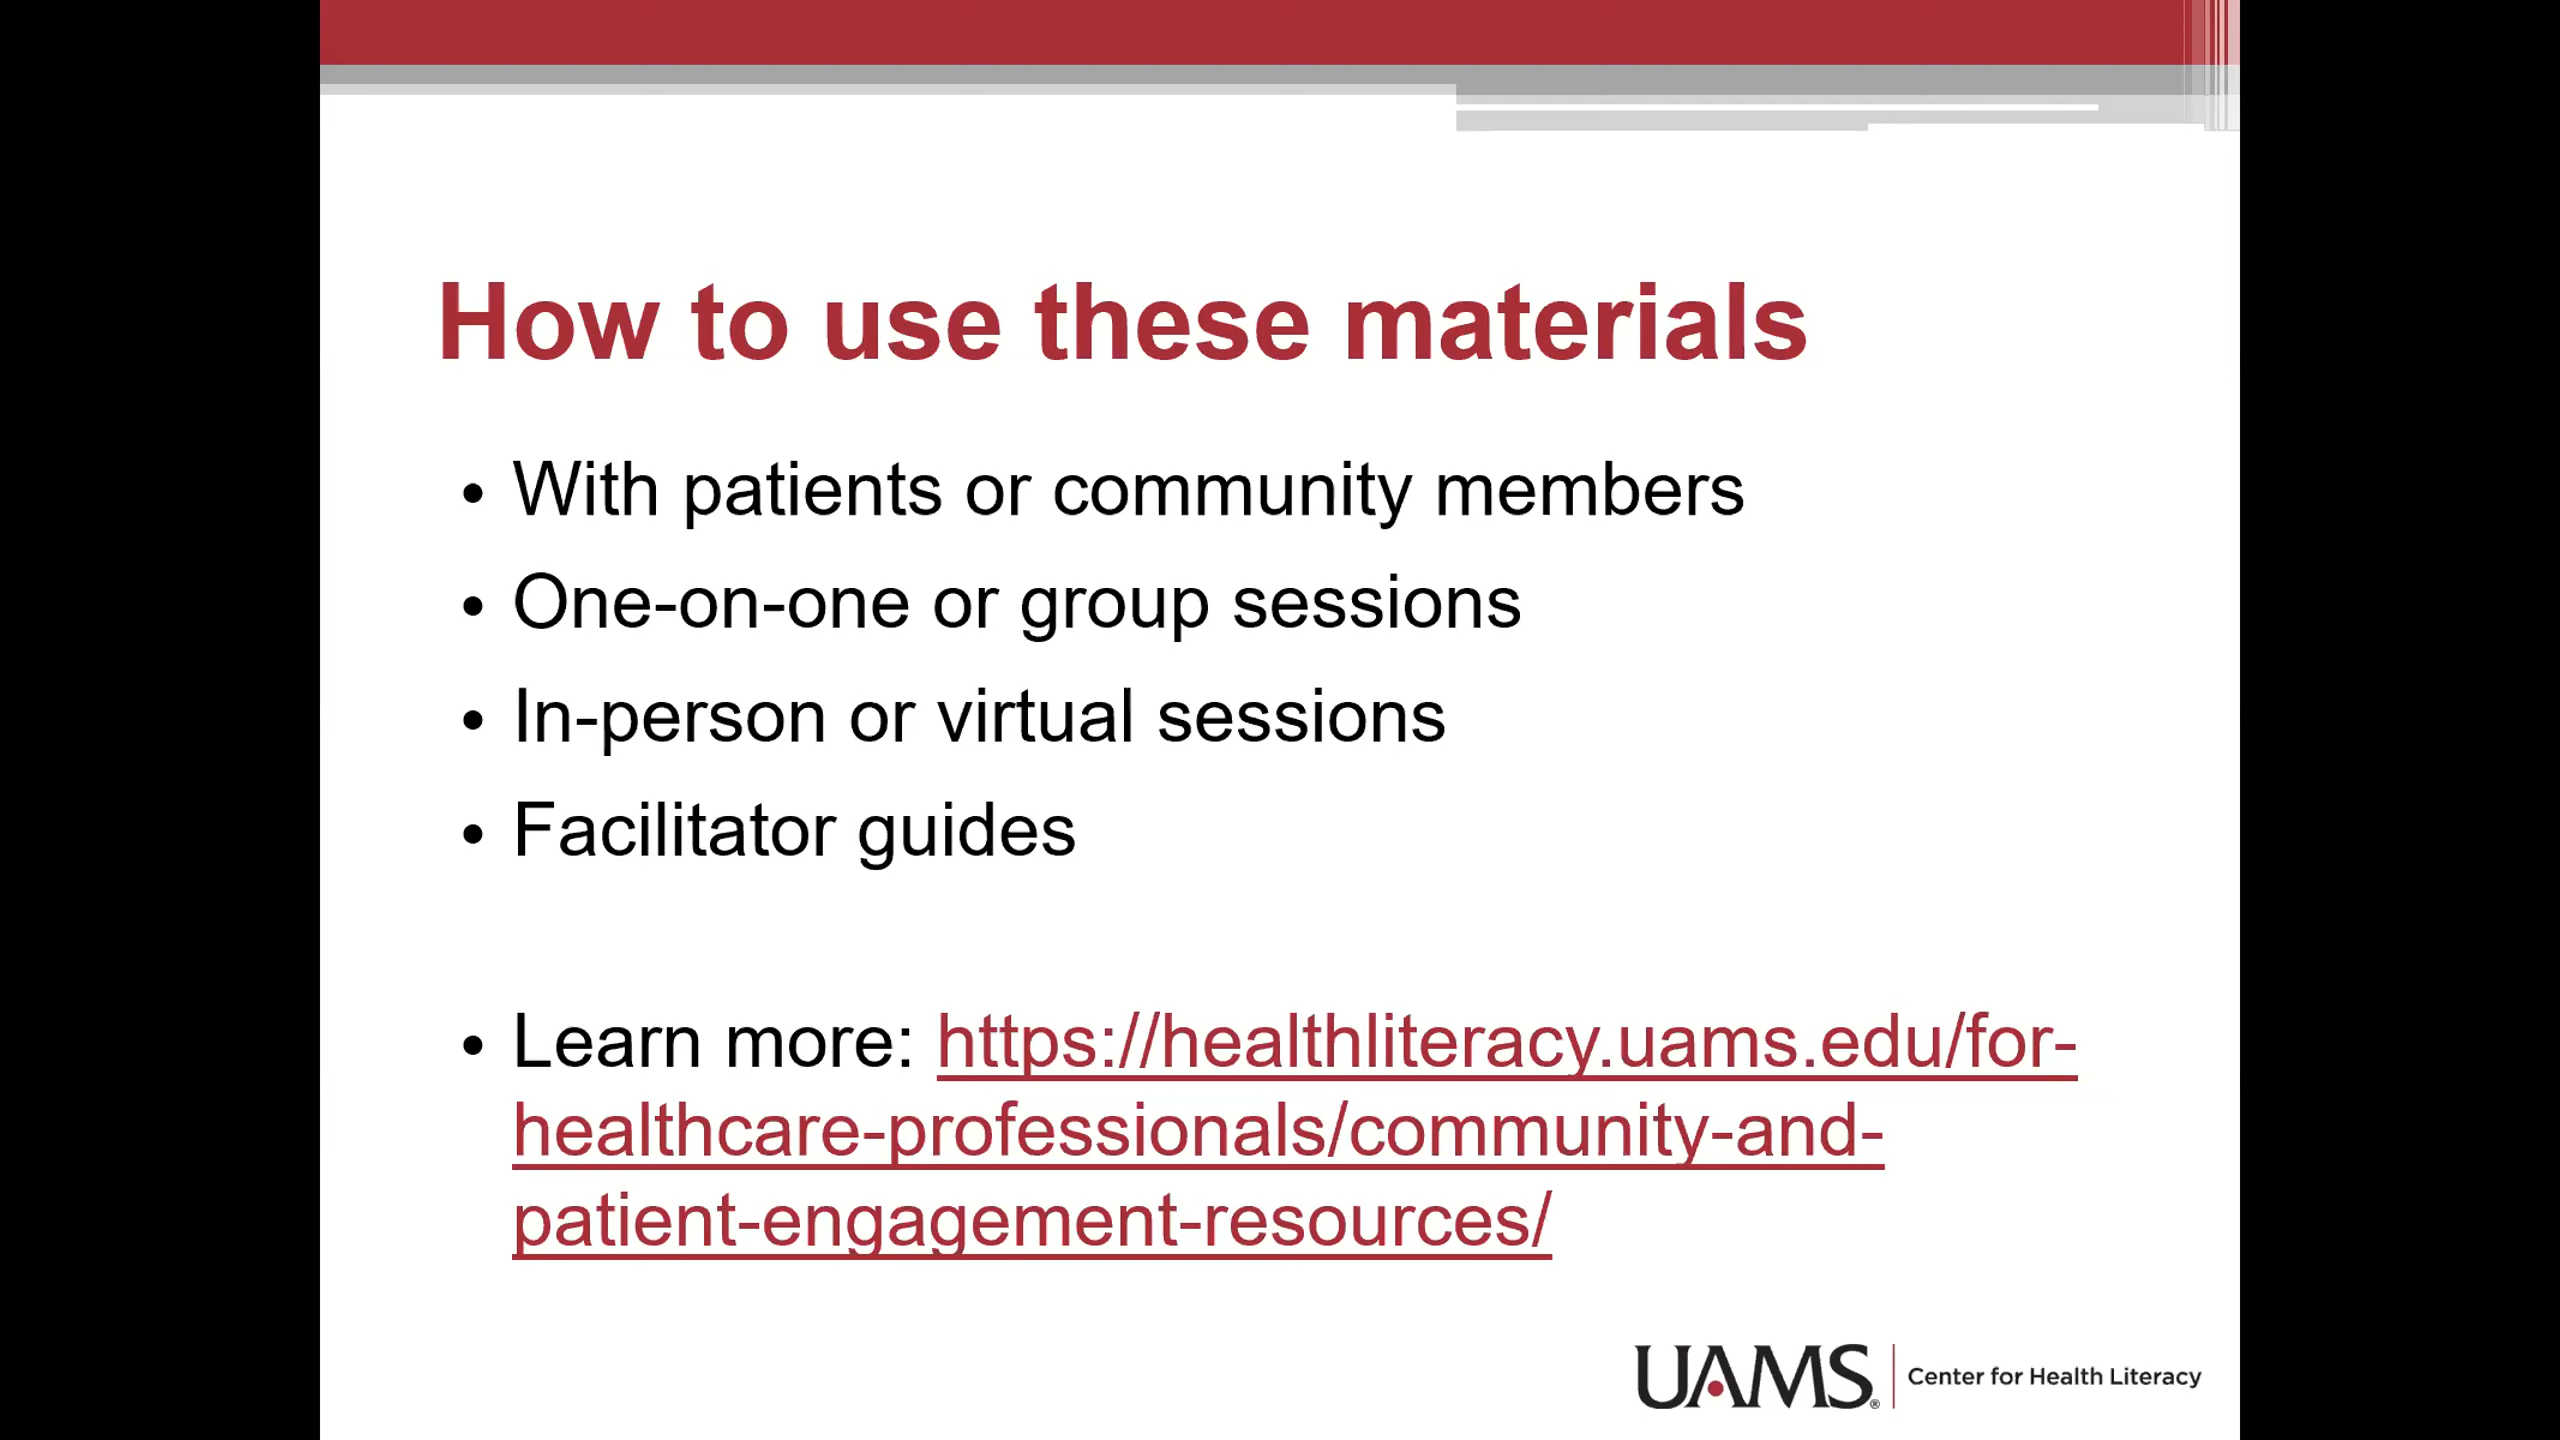 How to use these materials
• With patients or community members
• One-on-one or group sessions
• In-person or virtual sessions
• Facilitator guides
• Learn more: https://healthliteracy.uams.edu/for-
healthcare-professionals/community-and-
patient-engagement-resources/
UAMS® Center for Health Literacy